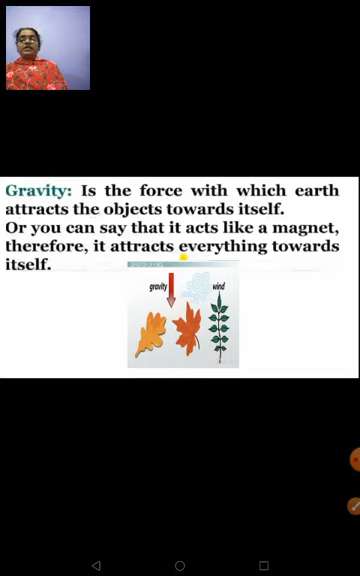 Gravity: Is the force with which earth
attracts the objects towards itself.
Or you can say that it acts like a magnet,
therefore, it attracts everything towards
itself.
gravity
wind